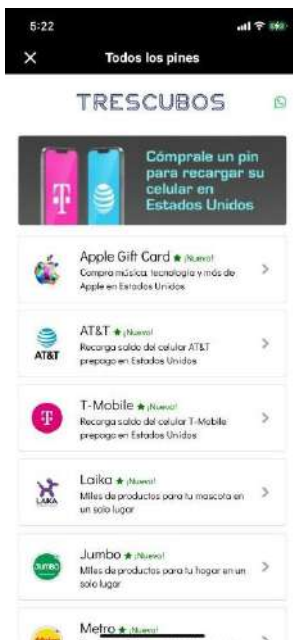 5:22
Todos los pines
TRESCUBOS
Cómprale un pin
para recargar su
celular en
Estados Unidos
T
AT&T
Apple Gift Card ★ ¡Nuevo!
Compra música, tecnología y más de
Apple en Estados Unidos
AT&T ★ ¡Nuevo!
Recarga saldo del celular AT&T
prepago en Estados Unidos
AT&T
T-Mobile ★ ¡Nuevo!
Recarga saldo del celular T-Mobile
prepago en Estados Unidos
T
Laika ★ ¡Nuevo!
Miles de productos para tu mascota en
un solo lugar
LAIKA
Jumbo ★ ¡Nuevo!
Miles de productos para tu hogar en un
solo lugar
JUMBO
Metro ★ ¡Nuevo!